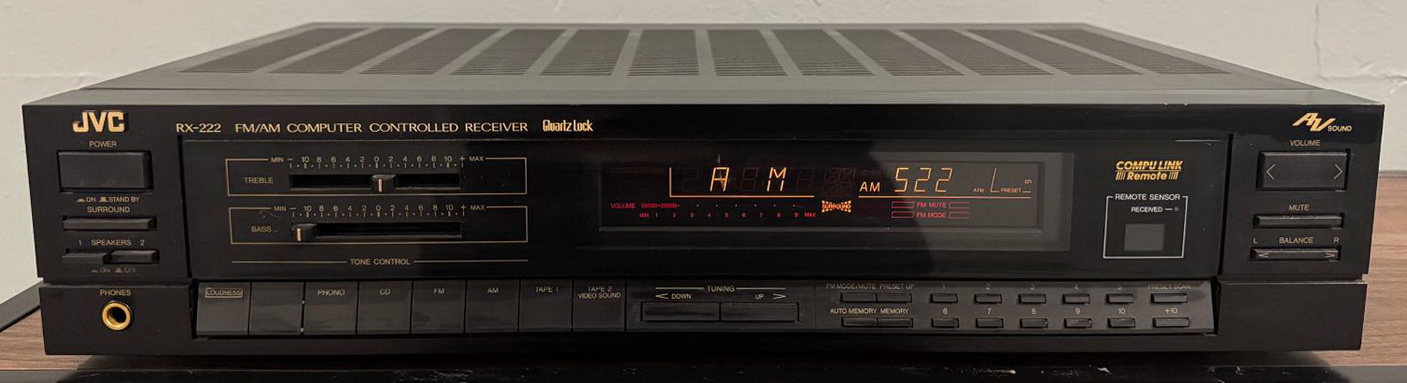 JVC
RX-222 FM/AM COMPUTER CONTROLLED RECEIVER Quartz Lock
AV SOUND
POWER
ON STAND BY
SURROUND
1 SPEAKERS 2
ON OFF
PHONES
MIN – 10 8 6 4 2 0 2 4 6 8 10 + MAX
TREBLE
MIN – 10 8 6 4 2 0 2 4 6 8 10 + MAX
BASS
TONE CONTROL
A M AM 522 kHz PRESET ch
VOLUME
MIN 1 2 3 4 5 6 7 8 9 MAX
SURROUND
FM MUTE
FM MODE
COMPU LINK
Remote
REMOTE SENSOR
RECEIVED
VOLUME
MUTE
L BALANCE R
LOUDNESS
PHONO
CD
FM
AM
TAPE 1
TAPE 2
VIDEO SOUND
TUNING
DOWN UP
FM MODE/MUTE PRESET UP 1 2 3 4 5 PRESET SCAN
AUTO MEMORY MEMORY 6 7 8 9 10 +10